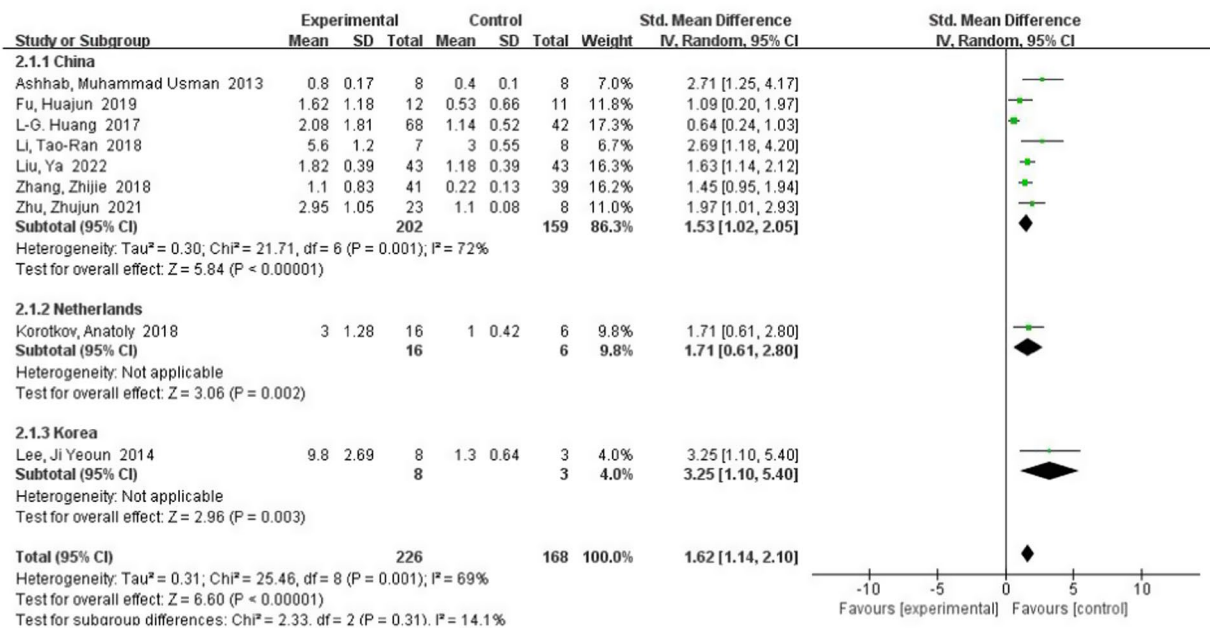 Experimental Control Std. Mean Difference Std. Mean Difference
Study or Subgroup Mean SD Total Mean SD Total Weight IV, Random, 95% CI IV, Random, 95% CI
2.1.1 China
Ashhab, Muhammad Usman 2013 0.8 0.17 8 0.4 0.1 8 7.0% 2.71 [1.25, 4.17]
Fu, Huajun 2019 1.62 1.18 12 0.53 0.66 11 11.8% 1.09 [0.20, 1.97]
L-G. Huang 2017 2.08 1.81 68 1.14 0.52 42 17.3% 0.64 [0.24, 1.03]
Li, Tao-Ran 2018 5.6 1.2 7 3 0.55 8 6.7% 2.69 [1.18, 4.20]
Liu, Ya 2022 1.82 0.39 43 1.18 0.39 43 16.3% 1.63 [1.14, 2.12]
Zhang, Zhijie 2018 1.1 0.83 41 0.22 0.13 39 16.2% 1.45 [0.95, 1.94]
Zhu, Zhujun 2021 2.95 1.05 23 1.1 0.08 8 11.0% 1.97 [1.01, 2.93]
Subtotal (95% CI) 202 159 86.3% 1.53 [1.02, 2.05]
Heterogeneity: Tau² = 0.30; Chi² = 21.71, df = 6 (P = 0.001); I² = 72%
Test for overall effect: Z = 5.84 (P < 0.00001)
2.1.2 Netherlands
Korotkov, Anatoly 2018 3 1.28 16 1 0.42 6 9.8% 1.71 [0.61, 2.80]
Subtotal (95% CI) 16 6 9.8% 1.71 [0.61, 2.80]
Heterogeneity: Not applicable
Test for overall effect: Z = 3.06 (P = 0.002)
2.1.3 Korea
Lee, Ji Yeoun 2014 9.8 2.69 8 1.3 0.64 3 4.0% 3.25 [1.10, 5.40]
Subtotal (95% CI) 8 3 4.0% 3.25 [1.10, 5.40]
Heterogeneity: Not applicable
Test for overall effect: Z = 2.96 (P = 0.003)
Total (95% CI) 226 168 100.0% 1.62 [1.14, 2.10]
Heterogeneity: Tau² = 0.31; Chi² = 25.46, df = 8 (P = 0.001); I² = 69%
Test for overall effect: Z = 6.60 (P < 0.00001)
Test for subgroup differences: Chi² = 2.33, df = 2 (P = 0.31), I² = 14.1%
-10 -5 0 5 10
Favours [experimental] Favours [control]